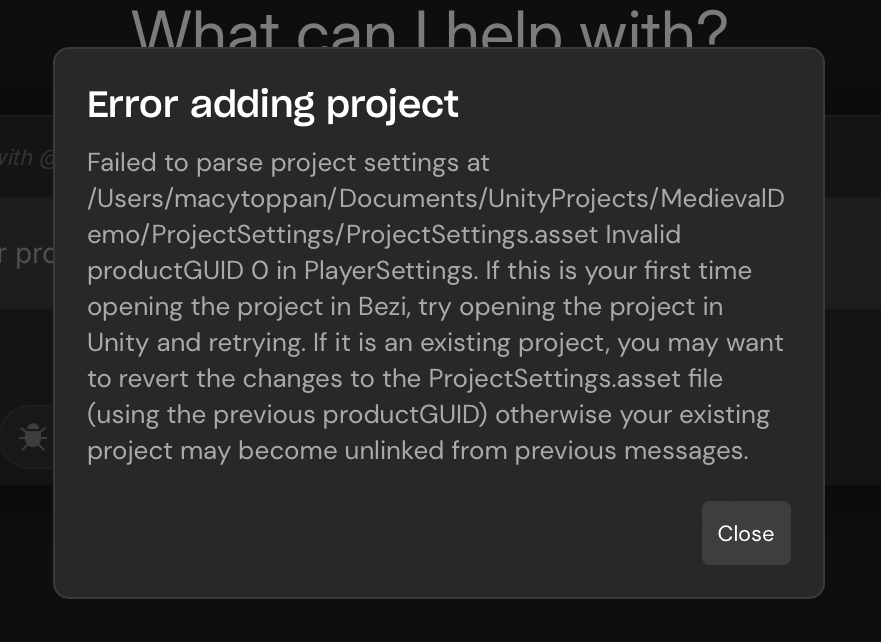 What can I help with?
Error adding project
with @
Failed to parse project settings at
/Users/macytoppan/Documents/UnityProjects/MedievalD
emo/ProjectSettings/ProjectSettings.asset Invalid
productGUID 0 in PlayerSettings. If this is your first time
opening the project in Bezi, try opening the project in
Unity and retrying. If it is an existing project, you may want
to revert the changes to the ProjectSettings.asset file
(using the previous productGUID) otherwise your existing
project may become unlinked from previous messages.
Close